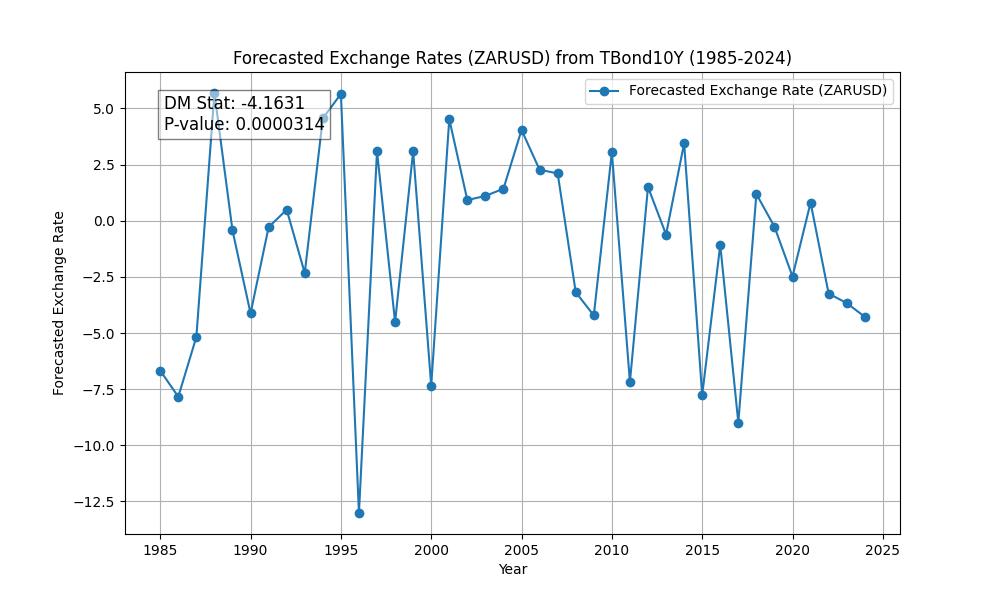 Forecasted Exchange Rates (ZARUSD) from TBond10Y (1985-2024)
DM Stat: -4.1631
P-value: 0.0000314
Forecasted Exchange Rate (ZARUSD)
Forecasted Exchange Rate
5.0
2.5
0.0
−2.5
−5.0
−7.5
−10.0
−12.5
1985 1990 1995 2000 2005 2010 2015 2020 2025
Year